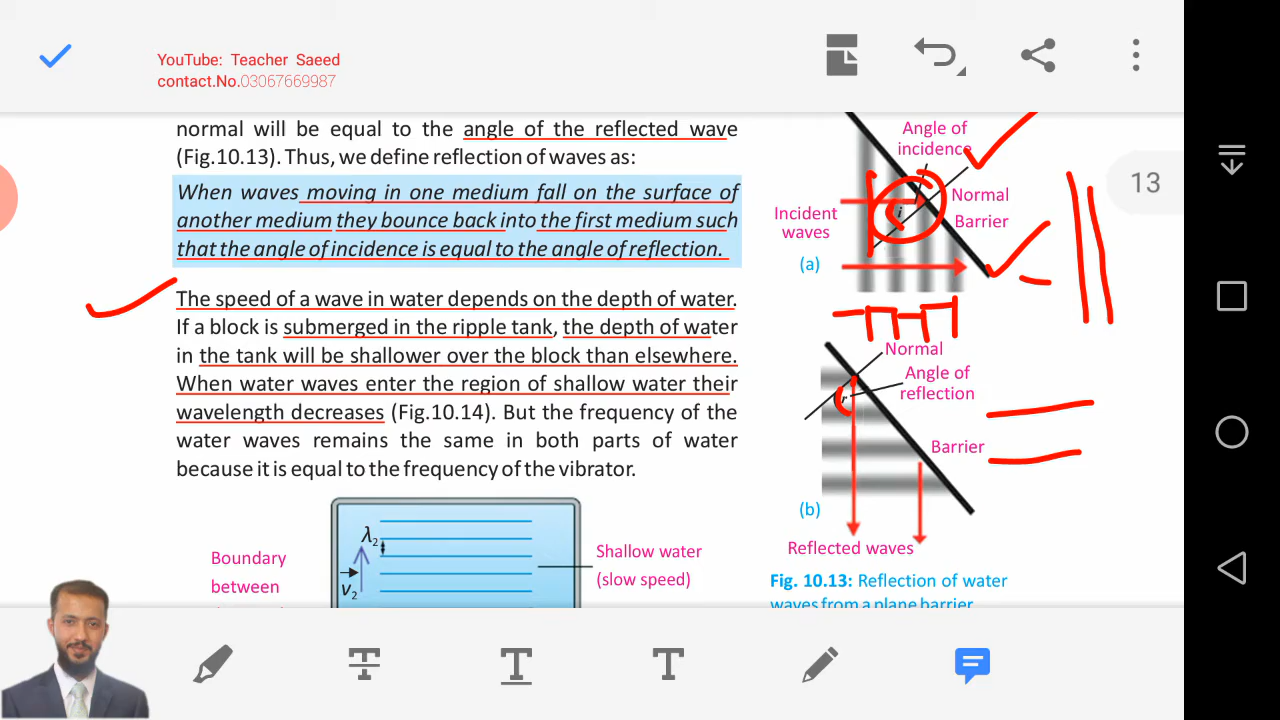 YouTube: Teacher Saeed
contact.No.03067669987
normal will be equal to the angle of the reflected wave
(Fig.10.13). Thus, we define reflection of waves as:
When waves moving in one medium fall on the surface of
another medium they bounce back into the first medium such
that the angle of incidence is equal to the angle of reflection.
The speed of a wave in water depends on the depth of water.
If a block is submerged in the ripple tank, the depth of water
in the tank will be shallower over the block than elsewhere.
When water waves enter the region of shallow water their
wavelength decreases (Fig.10.14). But the frequency of the
water waves remains the same in both parts of water
because it is equal to the frequency of the vibrator.
Boundary
between
λ2
v2
Shallow water
(slow speed)
Angle of
incidence
13
Normal
Incident
waves
i
Barrier
(a)
Normal
Angle of
reflection
r
Barrier
(b)
Reflected waves
Fig. 10.13: Reflection of water
waves from a plane barrier